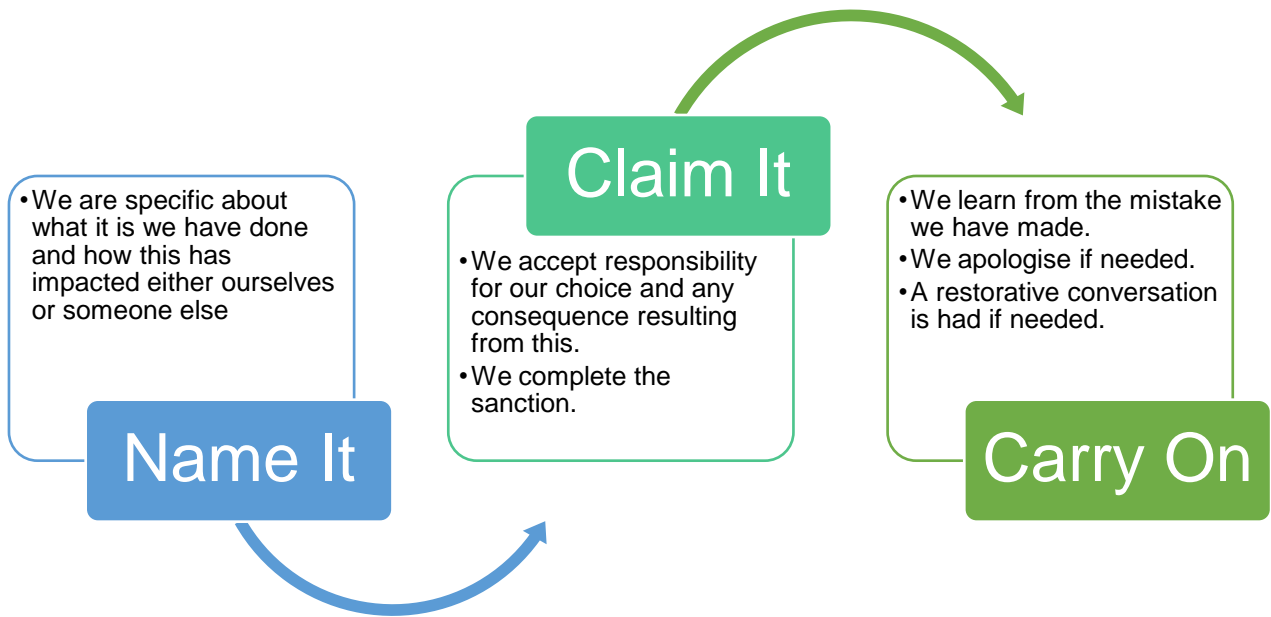 •We are specific about
what it is we have done
and how this has
impacted either ourselves
or someone else
Name It
Claim It
•We accept responsibility
for our choice and any
consequence resulting
from this.
•We complete the
sanction.
•We learn from the mistake
we have made.
•We apologise if needed.
•A restorative conversation
is had if needed.
Carry On